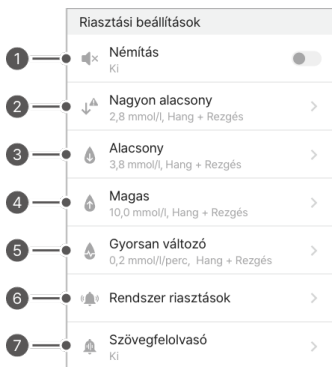 Riasztási beállítások
1 Némítás
Ki
2 Nagyon alacsony
2,8 mmol/l, Hang + Rezgés
3 Alacsony
3,8 mmol/l, Hang + Rezgés
4 Magas
10,0 mmol/l, Hang + Rezgés
5 Gyorsan változó
0,2 mmol/l/perc, Hang + Rezgés
6 Rendszer riasztások
7 Szövegfelolvasó
Ki